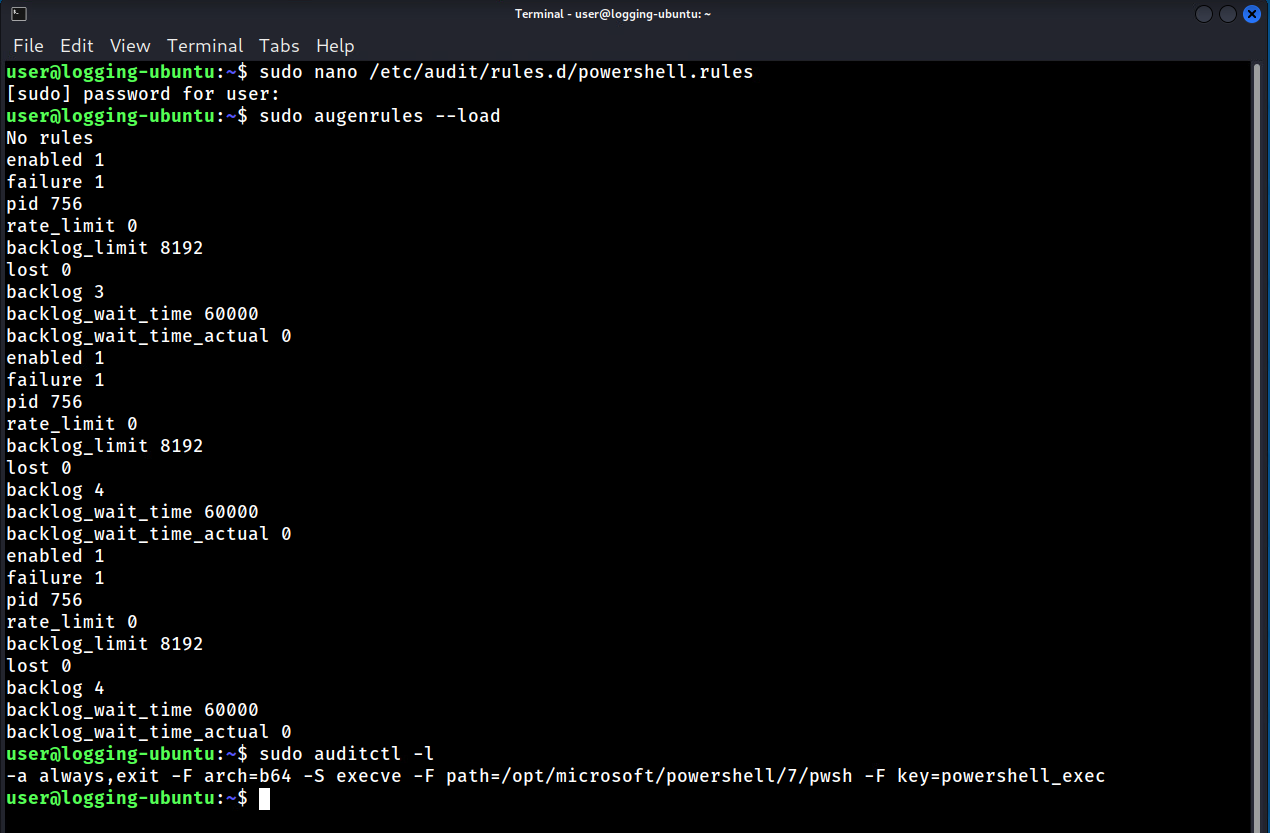 Terminal - user@logging-ubuntu: ~
File Edit View Terminal Tabs Help
user@logging-ubuntu:~$ sudo nano /etc/audit/rules.d/powershell.rules
[sudo] password for user:
user@logging-ubuntu:~$ sudo augenrules --load
No rules
enabled 1
failure 1
pid 756
rate_limit 0
backlog_limit 8192
lost 0
backlog 3
backlog_wait_time 60000
backlog_wait_time_actual 0
enabled 1
failure 1
pid 756
rate_limit 0
backlog_limit 8192
lost 0
backlog 4
backlog_wait_time 60000
backlog_wait_time_actual 0
enabled 1
failure 1
pid 756
rate_limit 0
backlog_limit 8192
lost 0
backlog 4
backlog_wait_time 60000
backlog_wait_time_actual 0
user@logging-ubuntu:~$ sudo auditctl -l
-a always,exit -F arch=b64 -S execve -F path=/opt/microsoft/powershell/7/pwsh -F key=powershell_exec
user@logging-ubuntu:~$